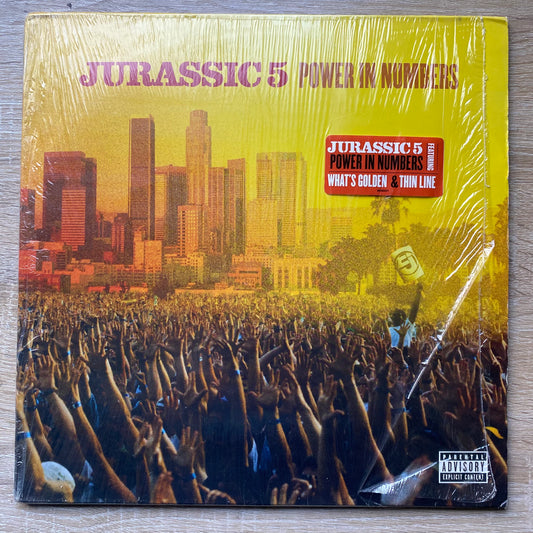 JURASSIC 5 POWER IN NUMBERS
JURASSIC 5
POWER IN NUMBERS
FEATURING
WHAT'S GOLDEN & THIN LINE
5
PARENTAL
ADVISORY
EXPLICIT CONTENT